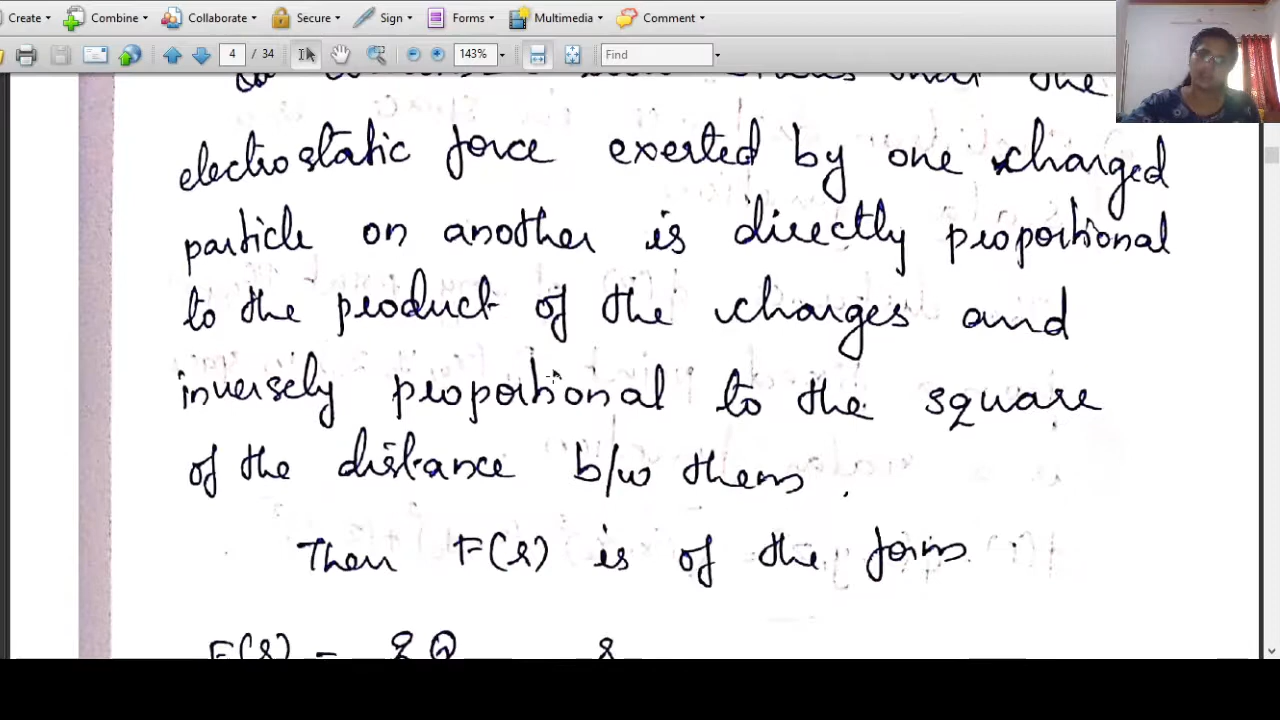 Create Combine Collaborate Secure Sign Forms Multimedia Comment
4 / 34 143% Find
that the
electrostatic force exerted by one charged
particle on another is directly proportional
to the product of the charges and
inversely proportional to the square
of the distance b/w them.
Then F(r) is of the form